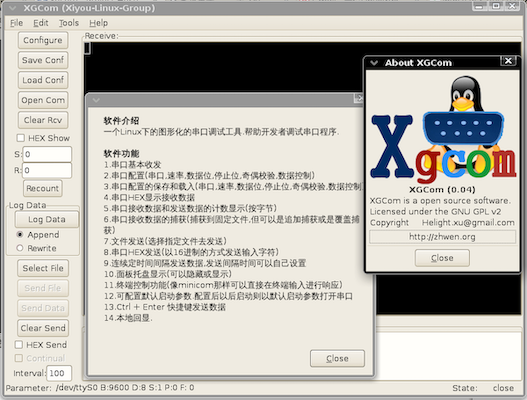 XGCom (Xiyou-Linux-Group)
File Edit Tools Help
Configure
Save Conf
Load Conf
Open Com
Clear Rcv
HEX Show
S: 0
R: 0
Recount
Log Data
Log Data
Append
Rewrite
Select File
Send File
Send Data
Clear Send
HEX Send
Continual
Interval: 100
Receive:
软件介绍
一个Linux下的图形化的串口调试工具.帮助开发者调试串口程序.
软件功能
1.串口基本收发
2.串口配置(串口,速率,数据位,停止位,奇偶校验,数据控制)
3.串口配置的保存和载入(串口,速率,数据位,停止位,奇偶校验,数据控制
4.串口HEX显示接收数据
5.串口接收数据和发送数据的计数显示(按字节)
6.串口接收数据的捕获(捕获到固定文件,但可以是追加捕获或是覆盖捕
获)
7.文件发送(选择指定文件去发送)
8.串口HEX发送(以16进制的方式发送输入字符)
9.连续定时间间隔发送数据,发送间隔时间可以自己设置
10.面板托盘显示(可以隐藏或显示)
11.终端控制功能(像minicom那样可以直接在终端输入进行响应)
12.可配置默认启动参数.配置后以后启动则以默认启动参数打开串口
13.Ctrl + Enter 快捷键发送数据
14.本地回显.
Close
About XGCom
Xgcom
XGCom (0.04)
XGCom is a open source software.
Licensed under the GNU GPL v2
Copyright Helight.xu@gmail.com
http://zhwen.org
Close
Parameter: /dev/ttyS0 B:9600 D:8 S:1 P:0 F: 0
State: close